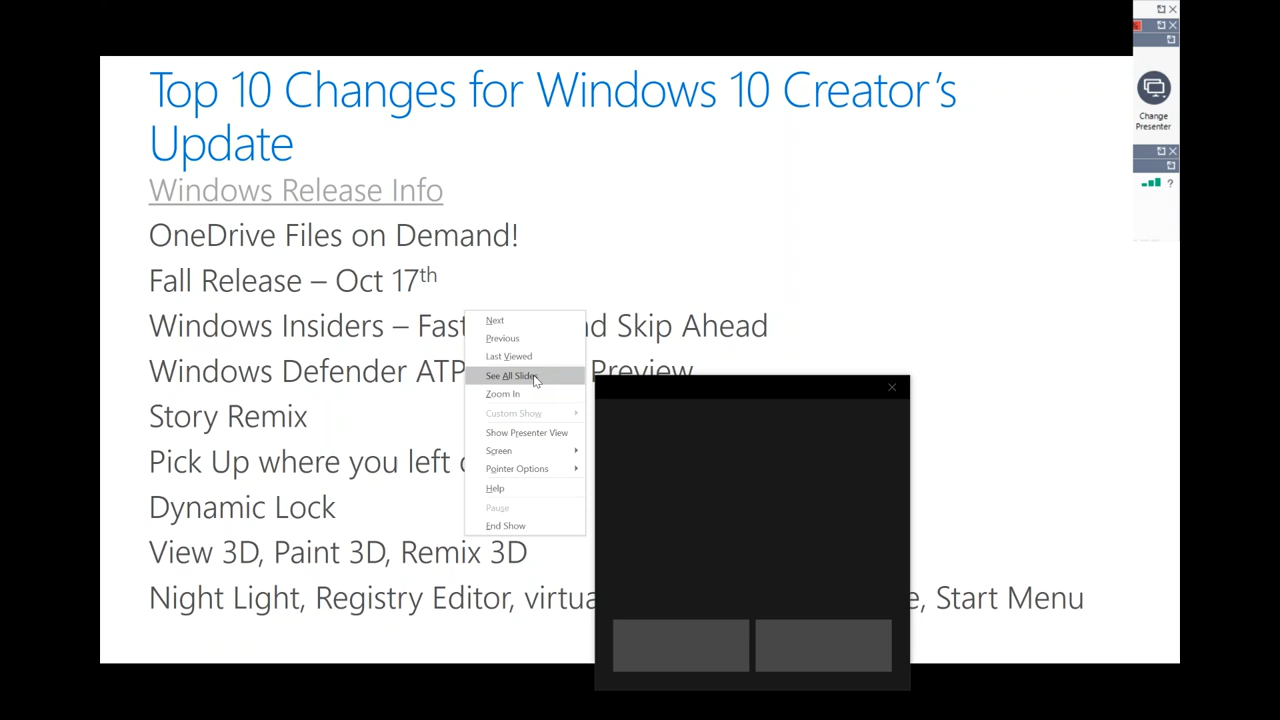 Top 10 Changes for Windows 10 Creator's
Update
Windows Release Info
OneDrive Files on Demand!
Fall Release – Oct 17th
Windows Insiders – Fast nd Skip Ahead
Windows Defender ATP Preview
Story Remix
Pick Up where you left
Dynamic Lock
View 3D, Paint 3D, Remix 3D
Night Light, Registry Editor, virtua e, Start Menu
Next
Previous
Last Viewed
See All Slides
Zoom In
Custom Show
Show Presenter View
Screen
Pointer Options
Help
Pause
End Show
Change
Presenter
?